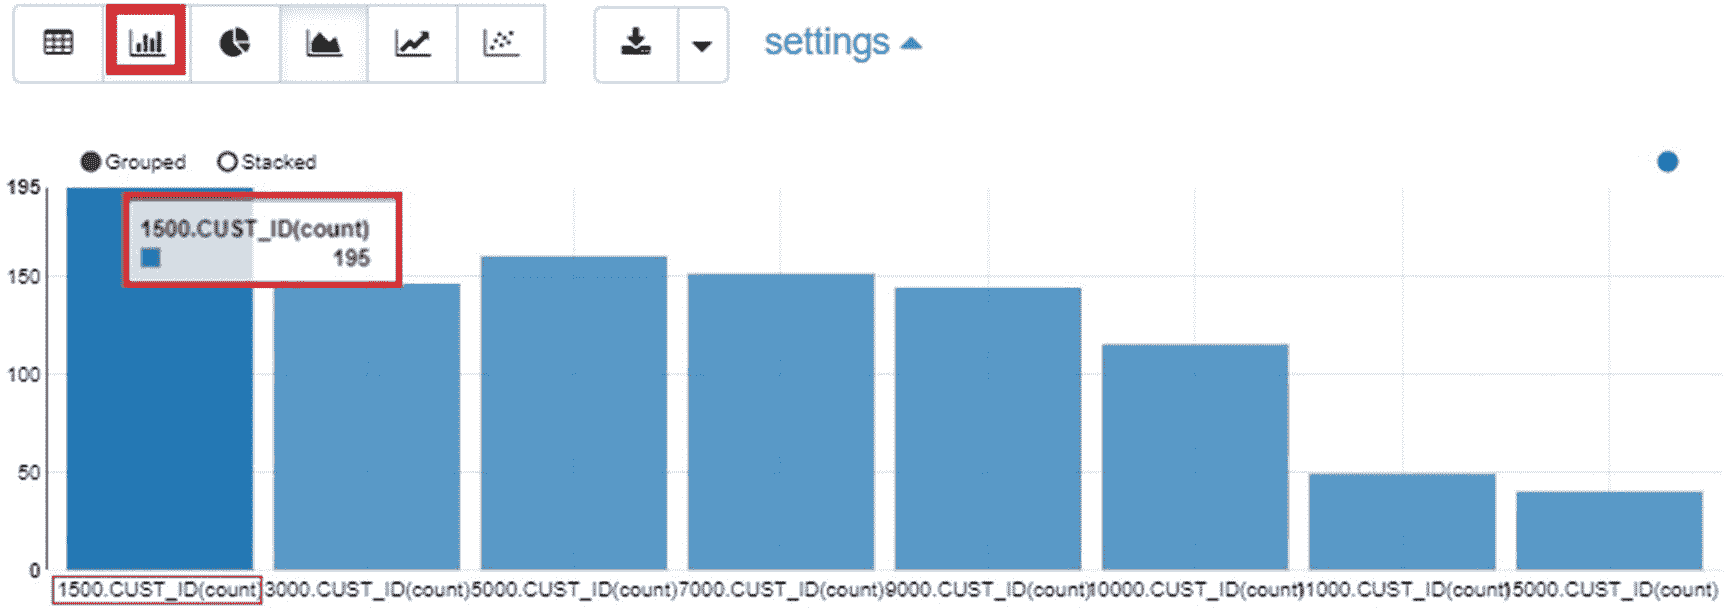 settings
Grouped Stacked
195
1500.CUST_ID(count)
195
150
100
50
0
1500.CUST_ID(count) 3000.CUST_ID(count) 5000.CUST_ID(count) 7000.CUST_ID(count) 9000.CUST_ID(count) 10000.CUST_ID(count) 11000.CUST_ID(count) 15000.CUST_ID(count)